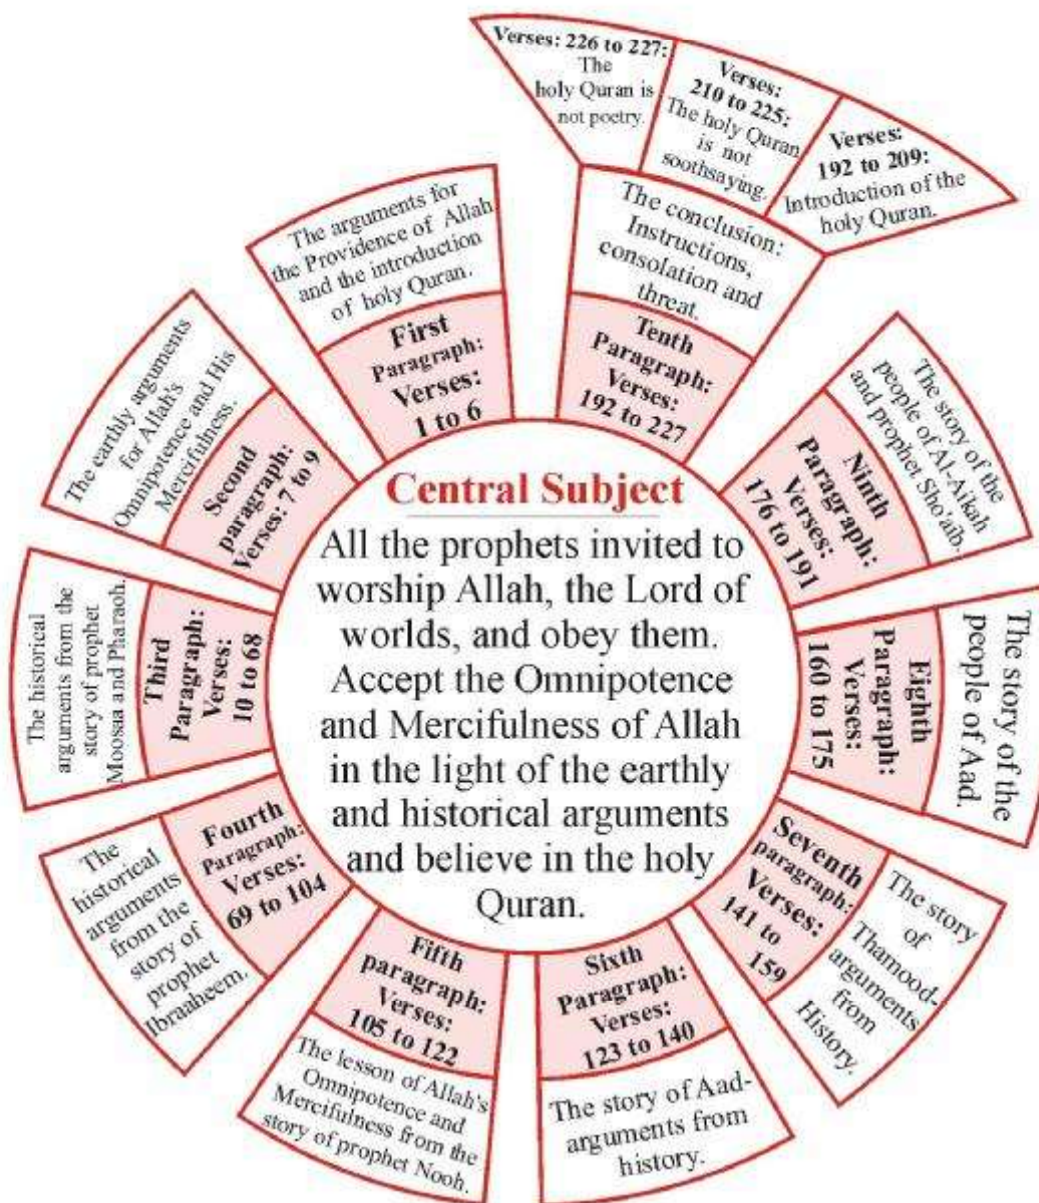 Central Subject
All the prophets invited to
worship Allah, the Lord of
worlds, and obey them.
Accept the Omnipotence
and Mercifulness of Allah
in the light of the earthly
and historical arguments
and believe in the holy
Quran.
First
Paragraph:
Verses:
1 to 6
The arguments for
the Providence of Allah
and the introduction
of holy Quran.
Second
paragraph:
Verses: 7 to 9
The earthly arguments
for Allah's
Omnipotence and His
Mercifulness.
Third
Paragraph:
Verses:
10 to 68
The historical
arguments from the
story of prophet
Moosaa and Pharaoh.
Fourth
Paragraph:
Verses:
69 to 104
The
historical
arguments
from the
story of
prophet
Ibraaheem.
Fifth
paragraph:
Verses:
105 to 122
The lesson of Allah's
Omnipotence and
Mercifulness from the
story of prophet Nooh.
Sixth
Paragraph:
Verses:
123 to 140
The story of Aad-
arguments from
history.
Seventh
paragraph:
Verses:
141 to
159
The story
of
Thamood-
arguments
from
History.
Eighth
Paragraph:
Verses:
160 to 175
The story of the
people of Aad.
Ninth
Paragraph:
Verses:
176 to 191
The story of the
people of Al-Aikah
and prophet Sho'aib.
Tenth
Paragraph:
Verses:
192 to 227
The conclusion:
Instructions,
consolation and
threat.
Verses:
192 to 209:
Introduction of the
holy Quran.
Verses:
210 to 225:
The holy Quran
is not
soothsaying.
Verses: 226 to 227:
The
holy Quran is
not poetry.